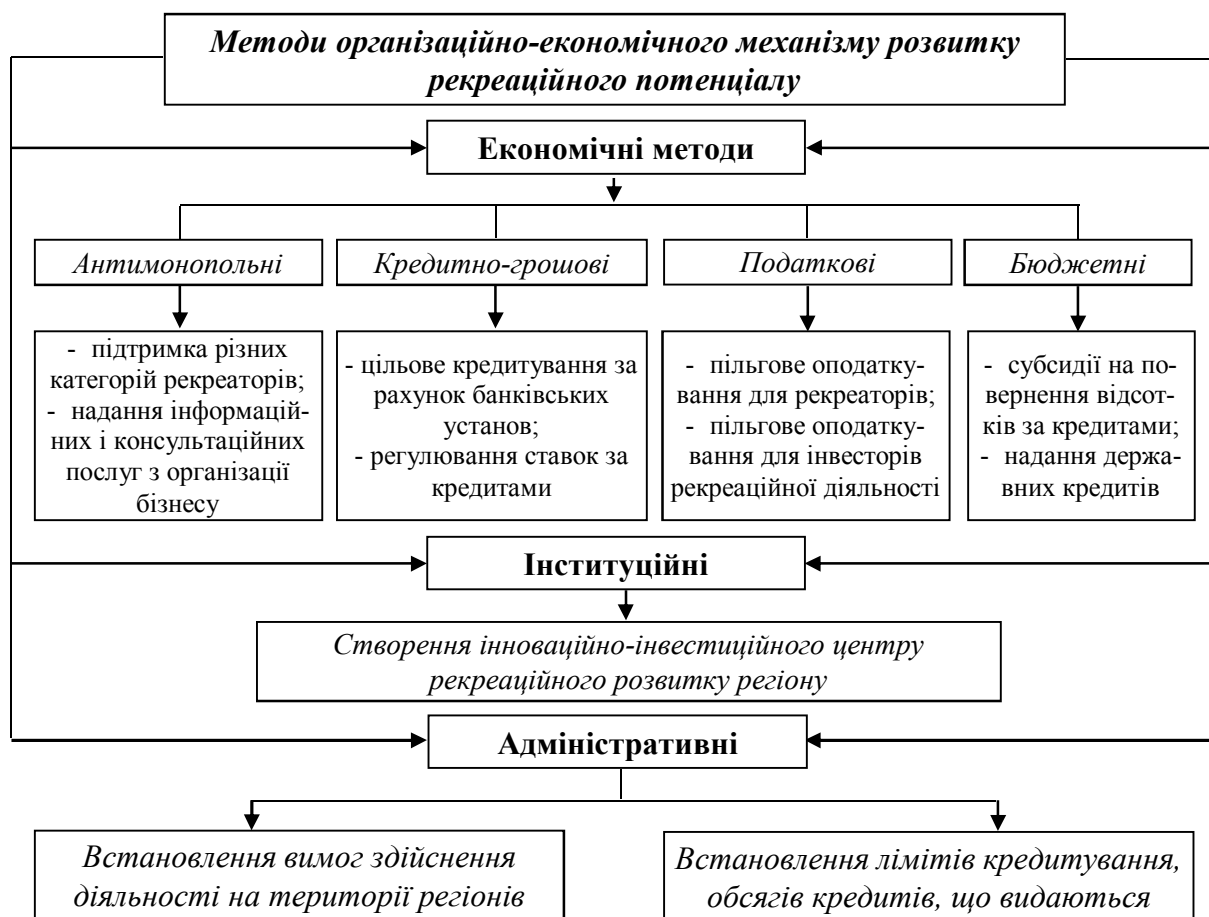 Методи організаційно-економічного механізму розвитку
рекреаційного потенціалу
Економічні методи
Антимонопольні
Кредитно-грошові
Податкові
Бюджетні
- підтримка різних
категорій рекреаторів;
- надання інформацій-
них і консультаційних
послуг з організації
бізнесу
- цільове кредитування за
рахунок банківських
установ;
- регулювання ставок за
кредитами
- пільгове оподатку-
вання для рекреаторів;
- пільгове оподатку-
вання для інвесторів
рекреаційної діяльності
- субсидії на по-
вернення відсот-
ків за кредитами;
- надання держа-
вних кредитів
Інституційні
Створення інноваційно-інвестиційного центру
рекреаційного розвитку регіону
Адміністративні
Встановлення вимог здійснення
діяльності на території регіонів
Встановлення лімітів кредитування,
обсягів кредитів, що видаються